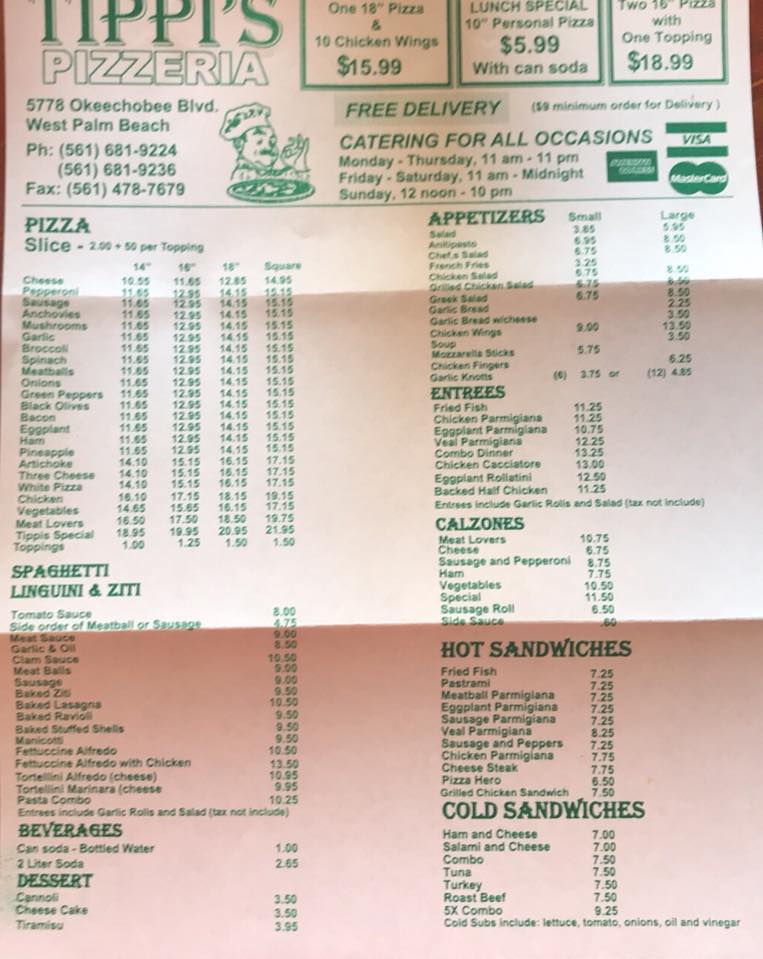 TIPPI'S
PIZZERIA
One 18" Pizza
&
10 Chicken Wings
$15.99
LUNCH SPECIAL
10" Personal Pizza
$5.99
With can soda
Two 16" Pizza
with
One Topping
$18.99
5778 Okeechobee Blvd.
West Palm Beach
Ph: (561) 681-9224
(561) 681-9236
Fax: (561) 478-7679
FREE DELIVERY ($9 minimum order for Delivery )
CATERING FOR ALL OCCASIONS
Monday - Thursday, 11 am - 11 pm
Friday - Saturday, 11 am - Midnight
Sunday, 12 noon - 10 pm
VISA
MasterCard
PIZZA
Slice - 2.00 + 50 per Topping
14" 16" 18" Square
Cheese 10.55 11.65 12.85 14.95
Pepperoni 11.65 12.95 14.15 15.15
Sausage 11.65 12.95 14.15 15.15
Anchovies 11.65 12.95 14.15 15.15
Mushrooms 11.65 12.95 14.15 15.15
Garlic 11.65 12.95 14.15 15.15
Broccoli 11.65 12.95 14.15 15.15
Spinach 11.65 12.95 14.15 15.15
Meatballs 11.65 12.95 14.15 15.15
Onions 11.65 12.95 14.15 15.15
Green Peppers 11.65 12.95 14.15 15.15
Black Olives 11.65 12.95 14.15 15.15
Bacon 11.65 12.95 14.15 15.15
Eggplant 11.65 12.95 14.15 15.15
Ham 11.65 12.95 14.15 15.15
Pineapple 11.65 12.95 14.15 15.15
Artichoke 14.10 15.15 16.15 17.15
Three Cheese 14.10 15.15 16.15 17.15
White Pizza 14.10 15.15 16.15 17.15
Chicken 16.10 17.15 18.15 19.15
Vegetables 14.65 15.65 16.15 17.15
Meat Lovers 16.50 17.50 18.50 19.75
Tippis Special 18.95 19.95 20.95 21.95
Toppings 1.00 1.25 1.50 1.50
SPAGHETTI
LINGUINI & ZITI
Tomato Sauce 8.00
Side order of Meatball or Sausage 4.75
Meat Sauce 9.00
Garlic & Oil 8.50
Clam Sauce 10.50
Meat Balls 9.00
Sausage 9.00
Baked Ziti 9.50
Baked Lasagna 10.50
Baked Ravioli 9.50
Baked Stuffed Shells 9.50
Manicotti 9.50
Fettuccine Alfredo 10.50
Fettuccine Alfredo with Chicken 13.50
Tortellini Alfredo (cheese) 10.95
Tortellini Marinara (cheese 9.95
Pasta Combo 10.25
Entrees include Garlic Rolls and Salad (tax not include)
BEVERAGES
Can soda - Bottled Water 1.00
2 Liter Soda 2.65
DESSERT
Cannoli 3.50
Cheese Cake 3.50
Tiramisu 3.95
APPETIZERS Small Large
Salad 3.85 5.95
Antipasto 6.95 8.50
Chef,s Salad 6.75 8.50
French Fries 3.25
Chicken Salad 6.75 8.50
Grilled Chicken Salad 6.75 8.50
Greek Salad 6.75 8.50
Garlic Bread 2.25
Garlic Bread w/cheese 3.50
Chicken Wings 9.00 13.50
Soup 3.50
Mozzarella Sticks 5.75
Chicken Fingers 6.25
Garlic Knotts (6) 3.75 or (12) 4.85
ENTREES
Fried Fish 11.25
Chicken Parmigiana 11.25
Eggplant Parmigiana 10.75
Veal Parmigiana 12.25
Combo Dinner 13.25
Chicken Cacciatore 13.00
Eggplant Rollatini 12.50
Backed Half Chicken 11.25
Entrees include Garlic Rolls and Salad (tax not include)
CALZONES
Meat Lovers 10.75
Cheese 6.75
Sausage and Pepperoni 8.75
Ham 7.75
Vegetables 10.50
Special 11.50
Sausage Roll 6.50
Side Sauce .60
HOT SANDWICHES
Fried Fish 7.25
Pastrami 7.25
Meatball Parmigiana 7.25
Eggplant Parmigiana 7.25
Sausage Parmigiana 7.25
Veal Parmigiana 8.25
Sausage and Peppers 7.25
Chicken Parmigiana 7.75
Cheese Steak 7.75
Pizza Hero 6.50
Grilled Chicken Sandwich 7.50
COLD SANDWICHES
Ham and Cheese 7.00
Salami and Cheese 7.00
Combo 7.50
Tuna 7.50
Turkey 7.50
Roast Beef 7.50
5X Combo 9.25
Cold Subs include: lettuce, tomato, onions, oil and vinegar